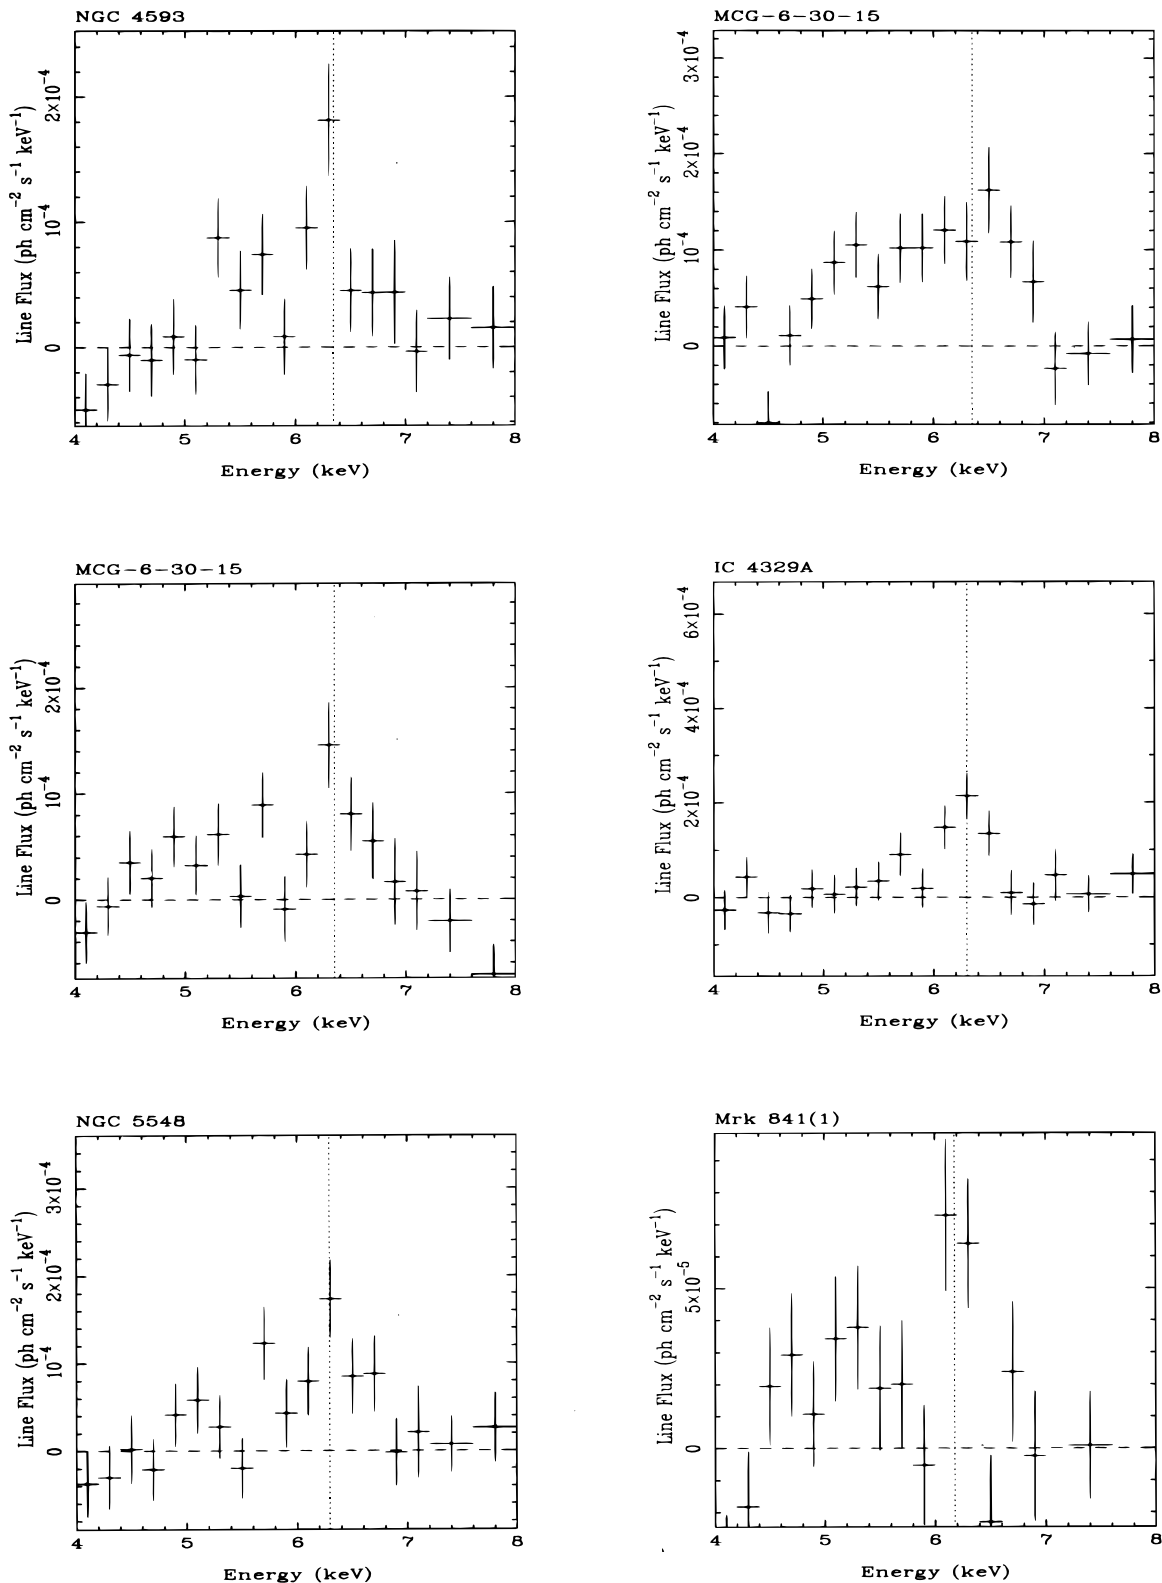 NGC 4593
Line Flux (ph cm⁻² s⁻¹ keV⁻¹)
2×10⁻⁴
10⁻⁴
0
4 5 6 7 8
Energy (keV)
MCG−6−30−15
Line Flux (ph cm⁻² s⁻¹ keV⁻¹)
3×10⁻⁴
2×10⁻⁴
10⁻⁴
0
4 5 6 7 8
Energy (keV)
MCG−6−30−15
Line Flux (ph cm⁻² s⁻¹ keV⁻¹)
2×10⁻⁴
10⁻⁴
0
4 5 6 7 8
Energy (keV)
IC 4329A
Line Flux (ph cm⁻² s⁻¹ keV⁻¹)
6×10⁻⁴
4×10⁻⁴
2×10⁻⁴
0
4 5 6 7 8
Energy (keV)
NGC 5548
Line Flux (ph cm⁻² s⁻¹ keV⁻¹)
3×10⁻⁴
2×10⁻⁴
10⁻⁴
0
4 5 6 7 8
Energy (keV)
Mrk 841(1)
Line Flux (ph cm⁻² s⁻¹ keV⁻¹)
5×10⁻⁵
0
4 5 6 7 8
Energy (keV)